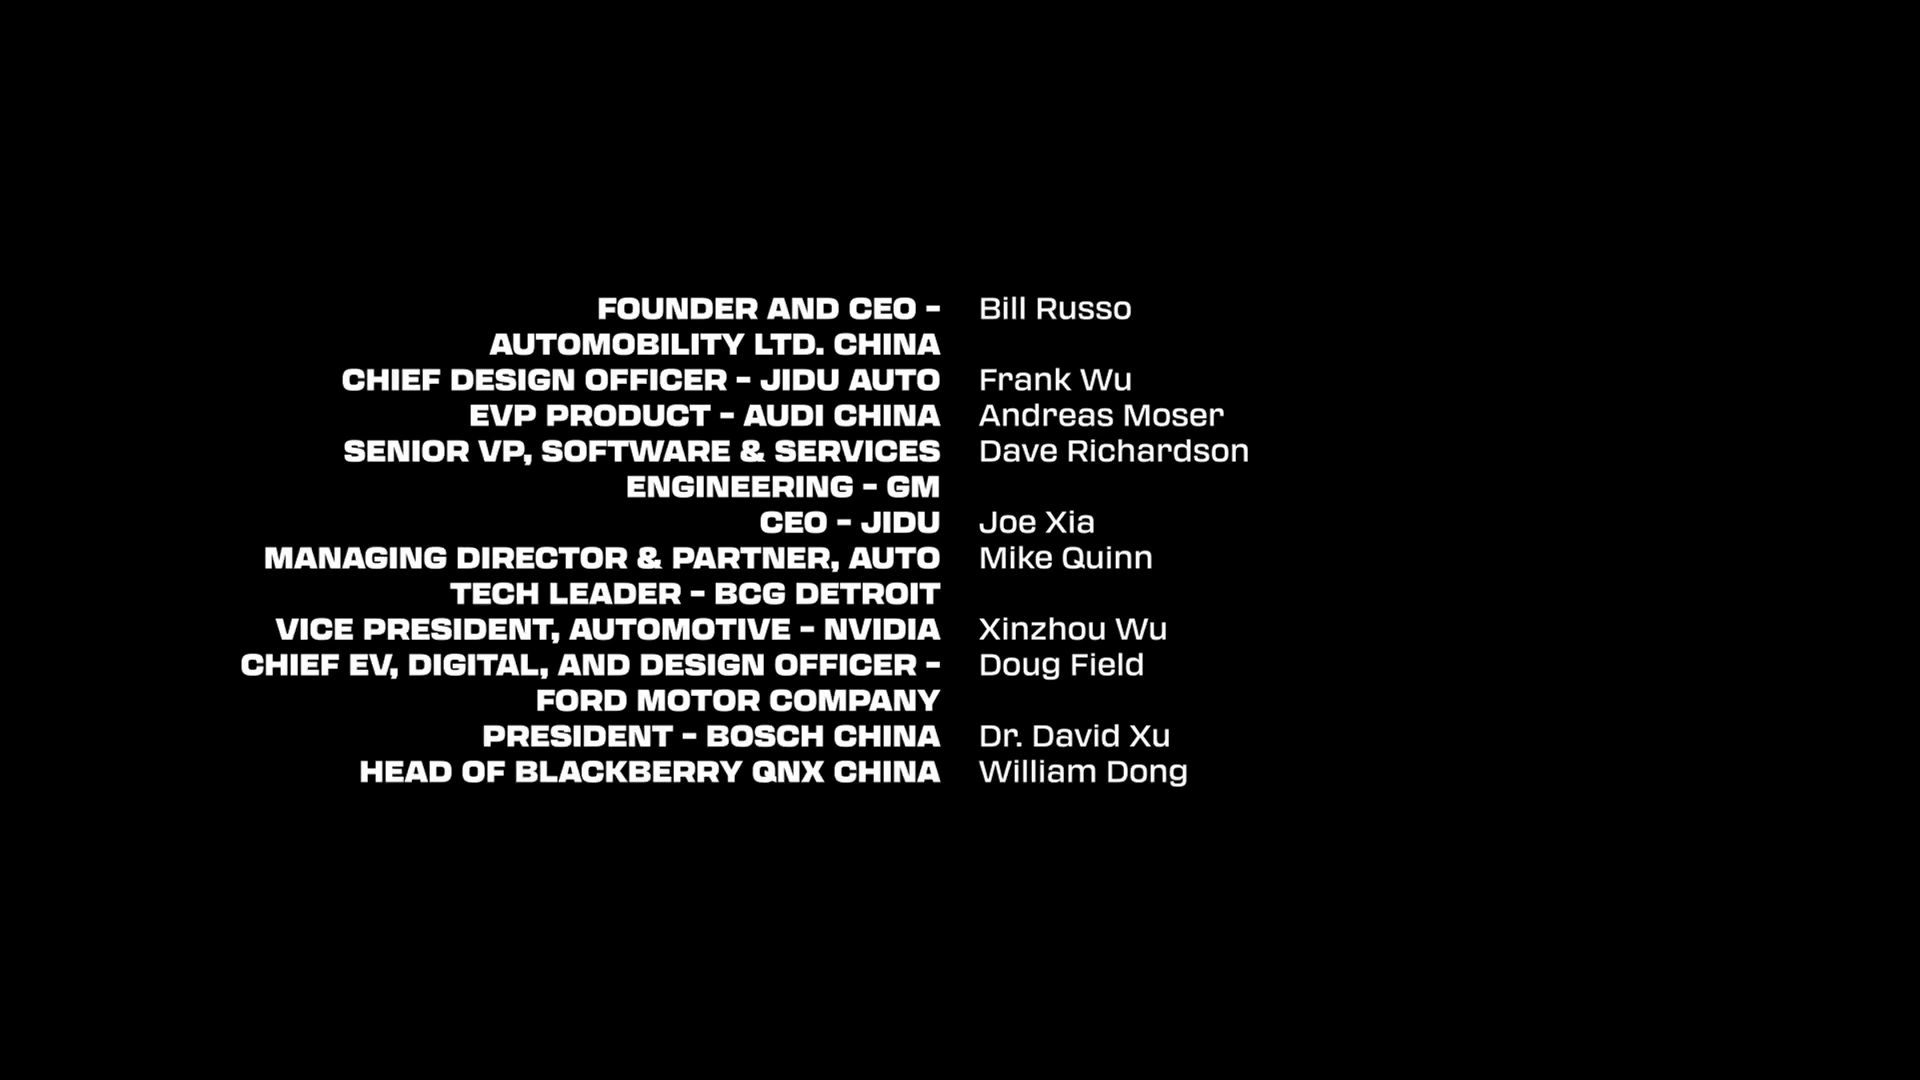 FOUNDER AND CEO - Bill Russo
AUTOMOBILITY LTD. CHINA
CHIEF DESIGN OFFICER - JIDU AUTO Frank Wu
EVP PRODUCT - AUDI CHINA Andreas Moser
SENIOR VP, SOFTWARE & SERVICES Dave Richardson
ENGINEERING - GM
CEO - JIDU Joe Xia
MANAGING DIRECTOR & PARTNER, AUTO Mike Quinn
TECH LEADER - BCG DETROIT
VICE PRESIDENT, AUTOMOTIVE - NVIDIA Xinzhou Wu
CHIEF EV, DIGITAL, AND DESIGN OFFICER - Doug Field
FORD MOTOR COMPANY
PRESIDENT - BOSCH CHINA Dr. David Xu
HEAD OF BLACKBERRY QNX CHINA William Dong